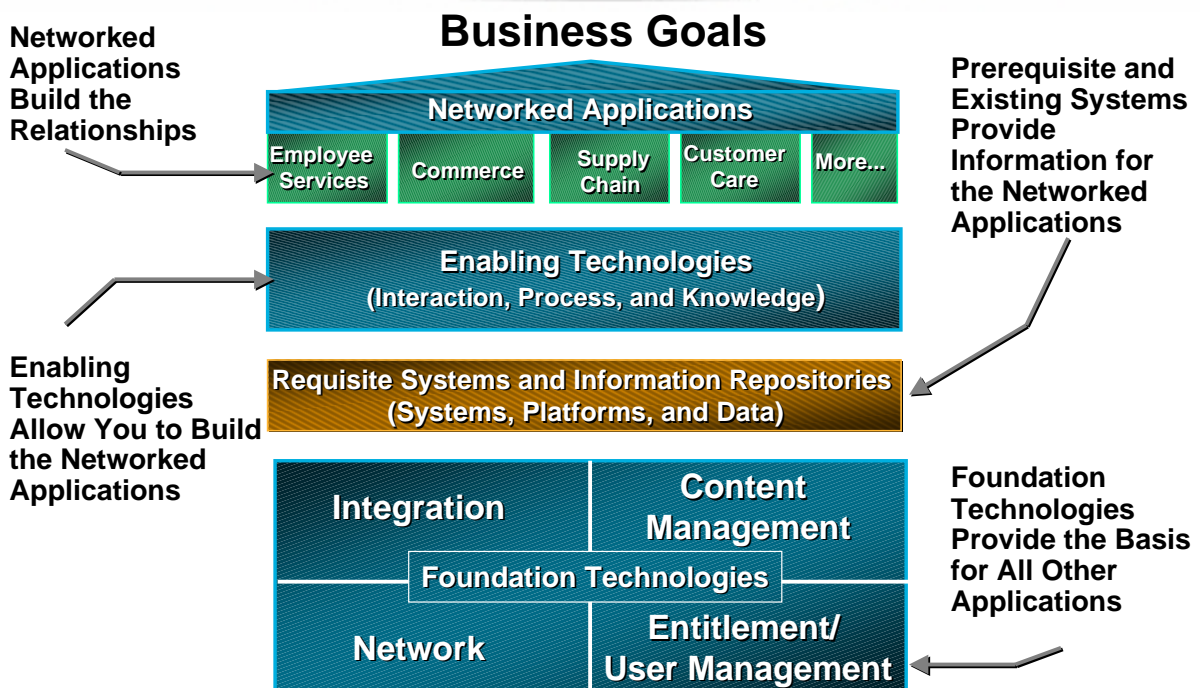 Business Goals
Networked
Applications
Build the
Relationships
Prerequisite and
Existing Systems
Provide
Information for
the Networked
Applications
Networked Applications
Employee
Services
Commerce
Supply
Chain
Customer
Care
More...
Enabling Technologies
(Interaction, Process, and Knowledge)
Enabling
Technologies
Allow You to Build
the Networked
Applications
Requisite Systems and Information Repositories
(Systems, Platforms, and Data)
Integration
Content
Management
Foundation Technologies
Network
Entitlement/
User Management
Foundation
Technologies
Provide the Basis
for All Other
Applications